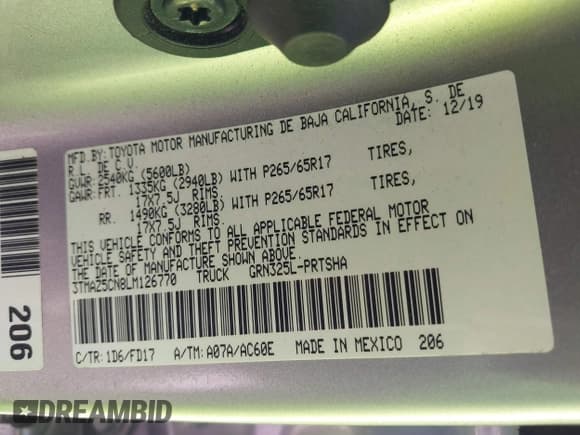 MFD.BY:TOYOTA MOTOR MANUFACTURING DE BAJA CALIFORNIA, S. DE
R.L. DE C.V. DATE: 12/19
GVWR:2540KG (5600LB)
GAWR:FRT. 1335KG (2940LB) WITH P265/65R17 TIRES,
17X7.5J RIMS.
RR. 1490KG (3280LB) WITH P265/65R17 TIRES,
17X7.5J RIMS.
THIS VEHICLE CONFORMS TO ALL APPLICABLE FEDERAL MOTOR
VEHICLE SAFETY AND THEFT PREVENTION STANDARDS IN EFFECT ON
THE DATE OF MANUFACTURE SHOWN ABOVE.
3TMAZ5CN8LM126770 TRUCK GRN325L-PRTSHA
C/TR:1D6/FD17 A/TM:A07A/AC60E MADE IN MEXICO 206
206
DREAMBID